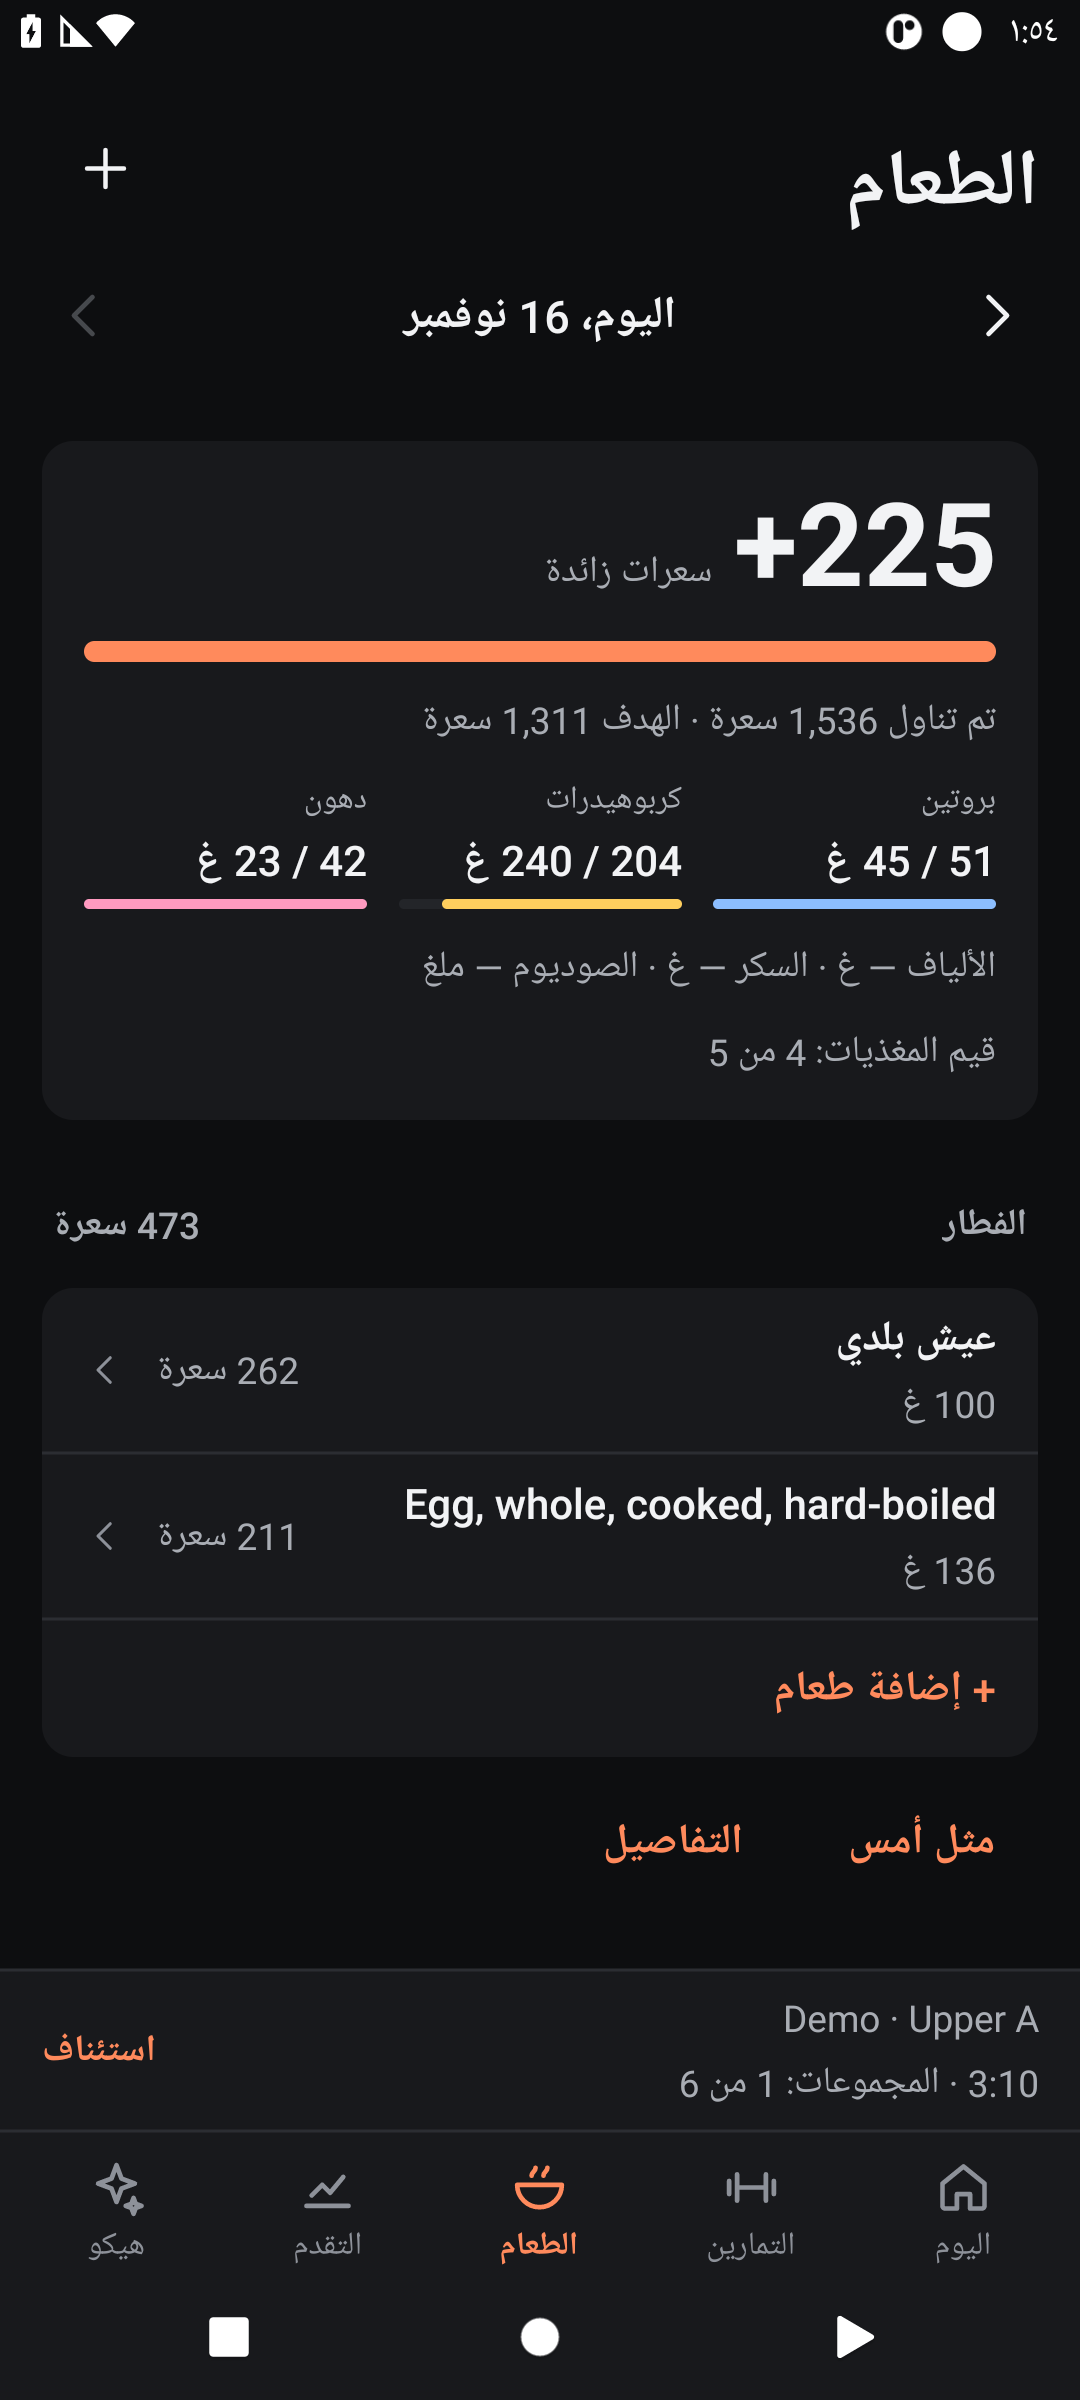 ١:٥٤
الطعام
اليوم، 16 نوفمبر
+225 سعرات زائدة
تم تناول 1,536 سعرة · الهدف 1,311 سعرة
بروتين كربوهيدرات دهون
51 / 45 غ 204 / 240 غ 42 / 23 غ
الألياف — غ · السكر — غ · الصوديوم — ملغ
قيم المغذيات: 4 من 5
الفطار 473 سعرة
عيش بلدي 262 سعرة
100 غ
Egg, whole, cooked, hard-boiled 211 سعرة
136 غ
+ إضافة طعام
مثل أمس التفاصيل
Demo · Upper A
3:10 · المجموعات: 1 من 6
استئناف
اليوم التمارين الطعام التقدم هيكو